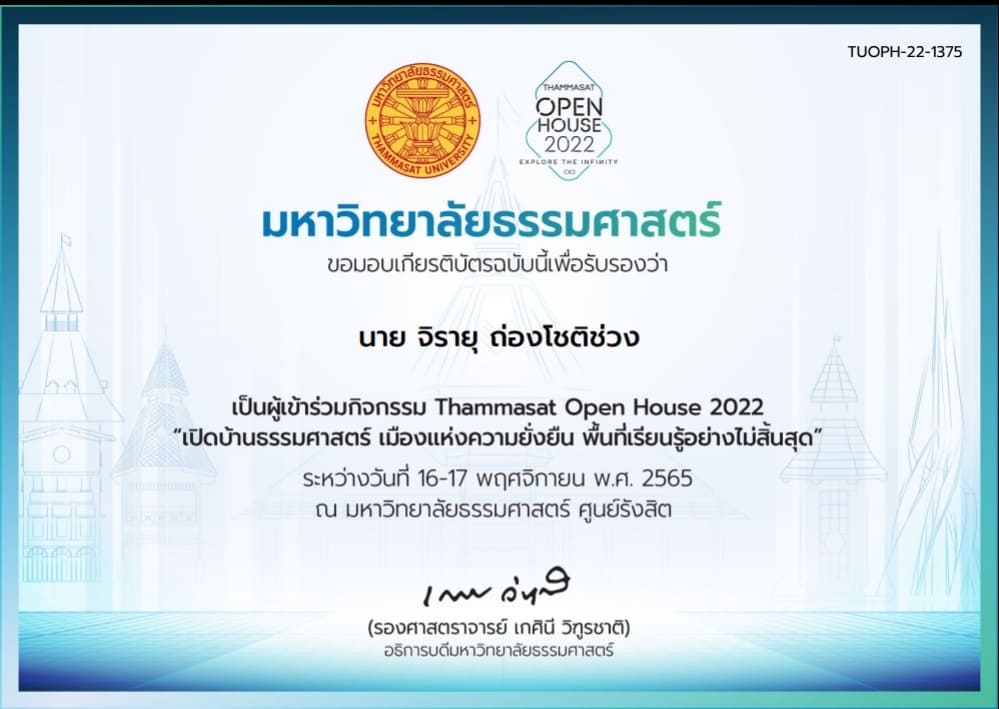 TUOPH-22-1375
มหาวิทยาลัยธรรมศาสตร์
THAMMASAT UNIVERSITY
THAMMASAT
OPEN
HOUSE
2022
EXPLORE THE INFINITY
มหาวิทยาลัยธรรมศาสตร์
ขอมอบเกียรติบัตรฉบับนี้เพื่อรับรองว่า
นาย จิรายุ ถ่องโชติช่วง
เป็นผู้เข้าร่วมกิจกรรม Thammasat Open House 2022
“เปิดบ้านธรรมศาสตร์ เมืองแห่งความยั่งยืน พื้นที่เรียนรู้อย่างไม่สิ้นสุด”
ระหว่างวันที่ 16-17 พฤศจิกายน พ.ศ. 2565
ณ มหาวิทยาลัยธรรมศาสตร์ ศูนย์รังสิต
(รองศาสตราจารย์ เกศินี วิฑูรชาติ)
อธิการบดีมหาวิทยาลัยธรรมศาสตร์